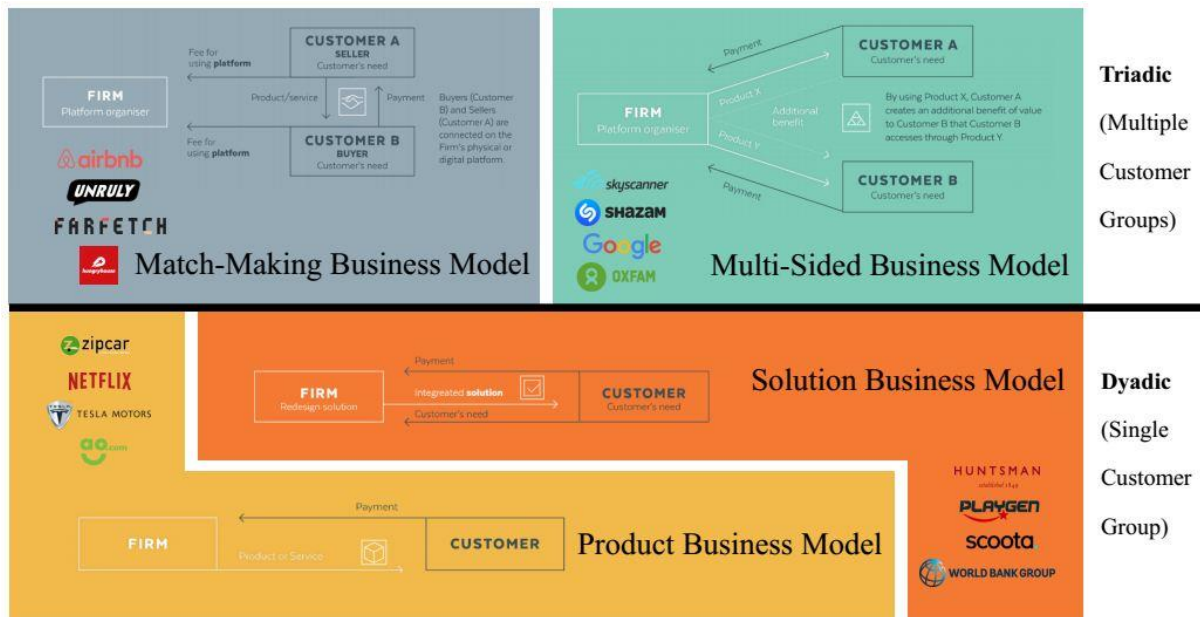 CUSTOMER A
SELLER
Customer's need
Fee for
using platform
FIRM
Platform organiser
Product/service
Payment
Buyers (Customer
B) and Sellers
(Customer A) are
connected on the
Firm's physical or
digital platform.
Fee for
using platform
CUSTOMER B
BUYER
Customer's need
airbnb
UNRULY
FARFETCH
hungryhouse
Match-Making Business Model
Payment
CUSTOMER A
Customer's need
Product X
FIRM
Platform organiser
Additional
benefit
By using Product X, Customer A
creates an additional benefit of value
to Customer B that Customer B
accesses through Product Y.
Product Y
Payment
CUSTOMER B
Customer's need
skyscanner
SHAZAM
Google
OXFAM
Multi-Sided Business Model
Triadic
(Multiple
Customer
Groups)
zipcar
NETFLIX
TESLA MOTORS
ao.com
Payment
FIRM
Redesign solution
Integreated solution
CUSTOMER
Customer's need
Customer's need
Solution Business Model
Dyadic
(Single
Customer
Group)
HUNTSMAN
established 1849
PLAYGEN
scoota
WORLD BANK GROUP
Payment
FIRM
Product or Service
CUSTOMER
Product Business Model